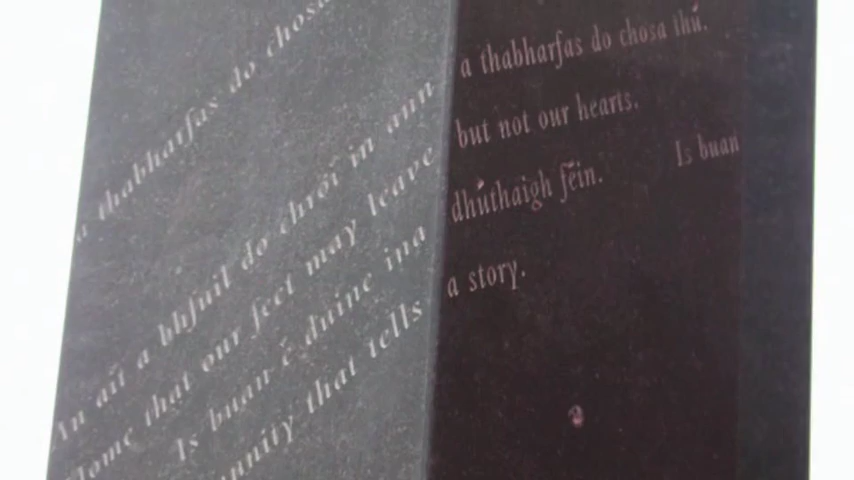 a thabharfas do chosa
An áit a bhfuil do chroí in ann a thabharfas do chosa thú.
Home that our feet may leave but not our hearts.
Is buan é duine ina dhúthaigh féin. Is buan
that tells a story.